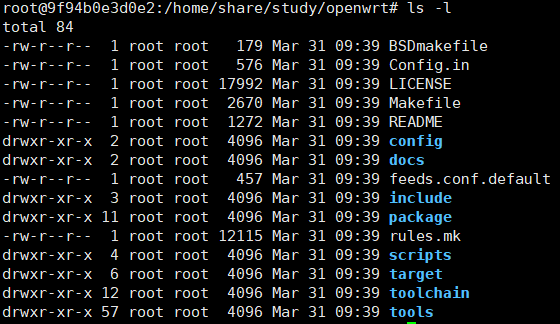 root@9f94b0e3d0e2:/home/share/study/openwrt# ls -l
total 84
-rw-r--r--  1 root root   179 Mar 31 09:39 BSDmakefile
-rw-r--r--  1 root root   576 Mar 31 09:39 Config.in
-rw-r--r--  1 root root 17992 Mar 31 09:39 LICENSE
-rw-r--r--  1 root root  2670 Mar 31 09:39 Makefile
-rw-r--r--  1 root root  1272 Mar 31 09:39 README
drwxr-xr-x  2 root root  4096 Mar 31 09:39 config
drwxr-xr-x  2 root root  4096 Mar 31 09:39 docs
-rw-r--r--  1 root root   457 Mar 31 09:39 feeds.conf.default
drwxr-xr-x  3 root root  4096 Mar 31 09:39 include
drwxr-xr-x 11 root root  4096 Mar 31 09:39 package
-rw-r--r--  1 root root 12115 Mar 31 09:39 rules.mk
drwxr-xr-x  4 root root  4096 Mar 31 09:39 scripts
drwxr-xr-x  6 root root  4096 Mar 31 09:39 target
drwxr-xr-x 12 root root  4096 Mar 31 09:39 toolchain
drwxr-xr-x 57 root root  4096 Mar 31 09:39 tools